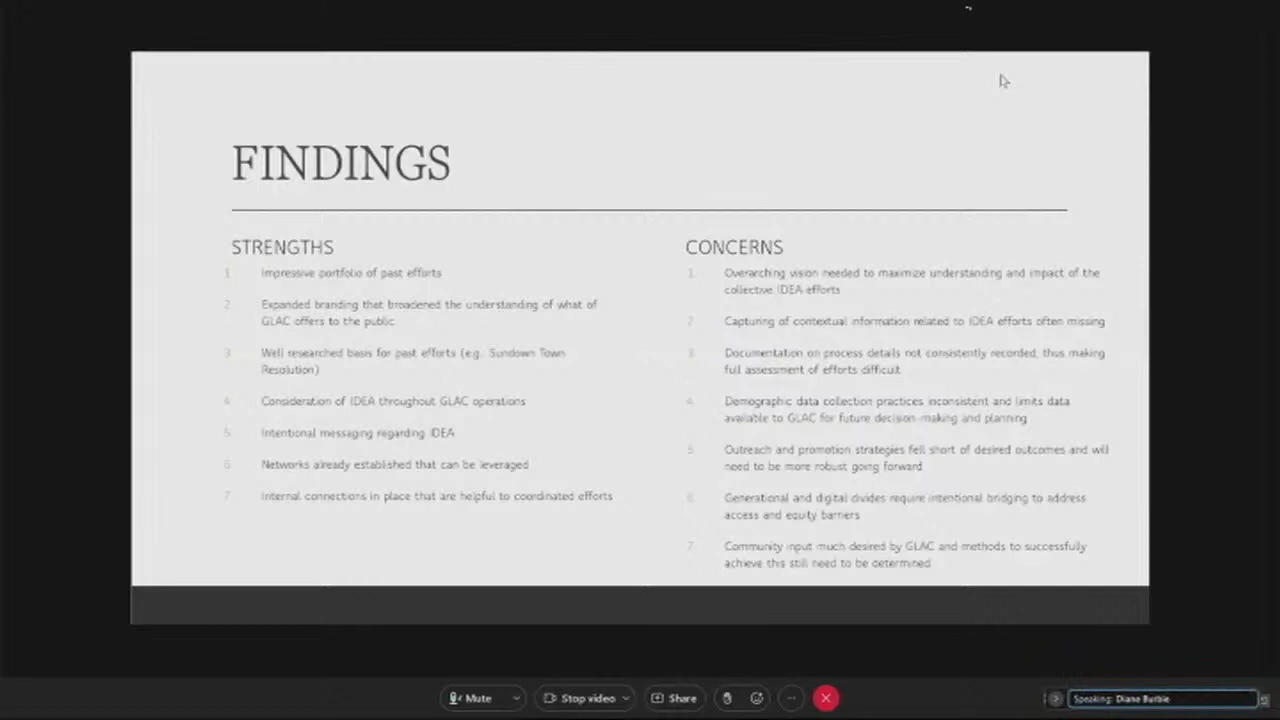 FINDINGS
STRENGTHS
1. Impressive portfolio of past efforts
2. Expanded branding that broadened the understanding of what of
GLAC offers to the public
3. Well researched basis for past efforts (e.g. Sundown Town
Resolution)
4. Consideration of IDEA throughout GLAC operations
5. Intentional messaging regarding IDEA
6. Networks already established that can be leveraged
7. Internal connections in place that are helpful to coordinated efforts
CONCERNS
1. Overarching vision needed to maximize understanding and impact of the
collective IDEA efforts
2. Capturing of contextual information related to IDEA efforts often missing
3. Documentation on process details not consistently recorded, thus making
full assessment of efforts difficult
4. Demographic data collection practices inconsistent and limits data
available to GLAC for future decision-making and planning
5. Outreach and promotion strategies fell short of desired outcomes and will
need to be more robust going forward
6. Generational and digital divides require intentional bridging to address
access and equity barriers
7. Community input much desired by GLAC and methods to successfully
achieve this still need to be determined
Mute
Stop video
Share
Speaking: Diane Burbie